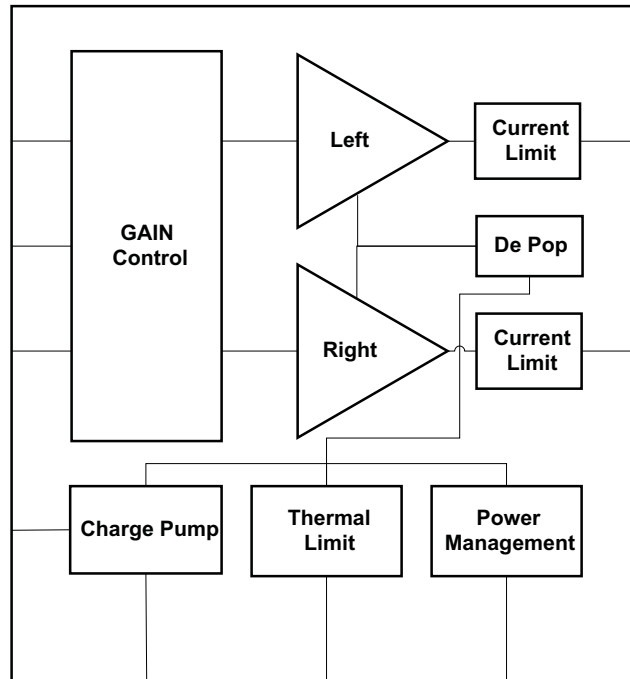 Left
Current
Limit
GAIN
Control
De Pop
Right
Current
Limit
Charge Pump
Thermal
Limit
Power
Management